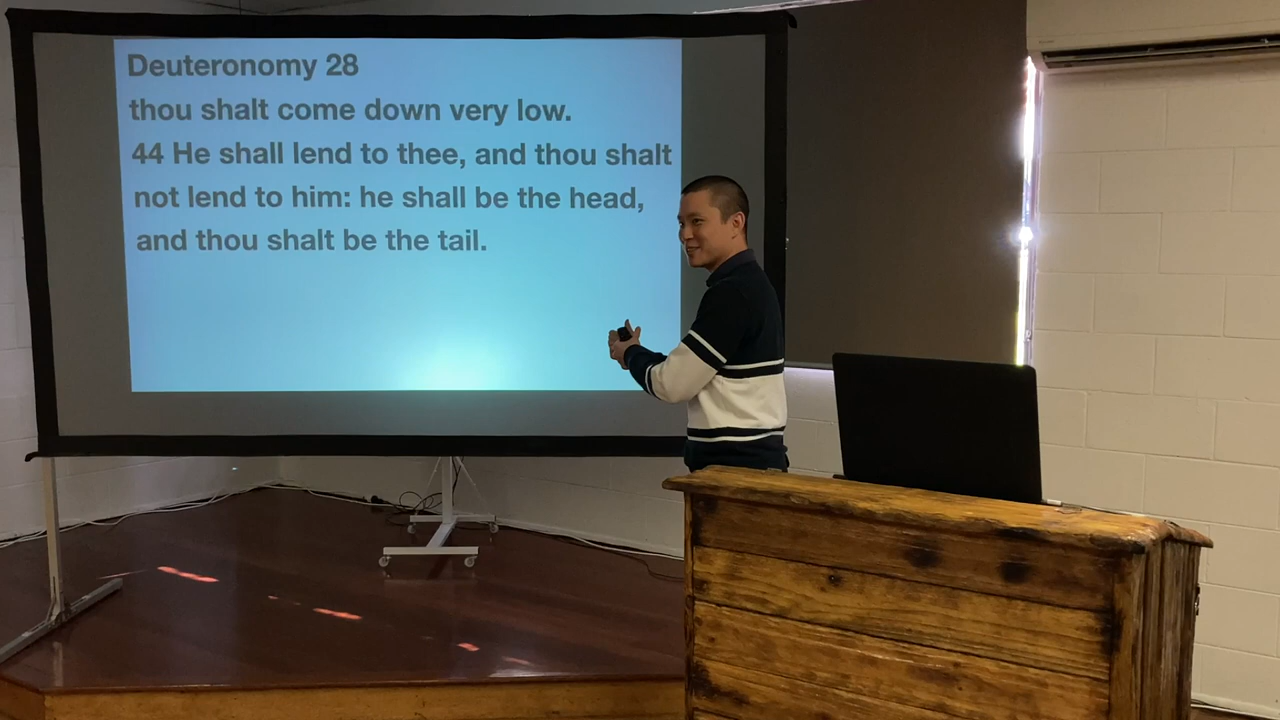 Deuteronomy 28
thou shalt come down very low.
44 He shall lend to thee, and thou shalt
not lend to him: he shall be the head,
and thou shalt be the tail.